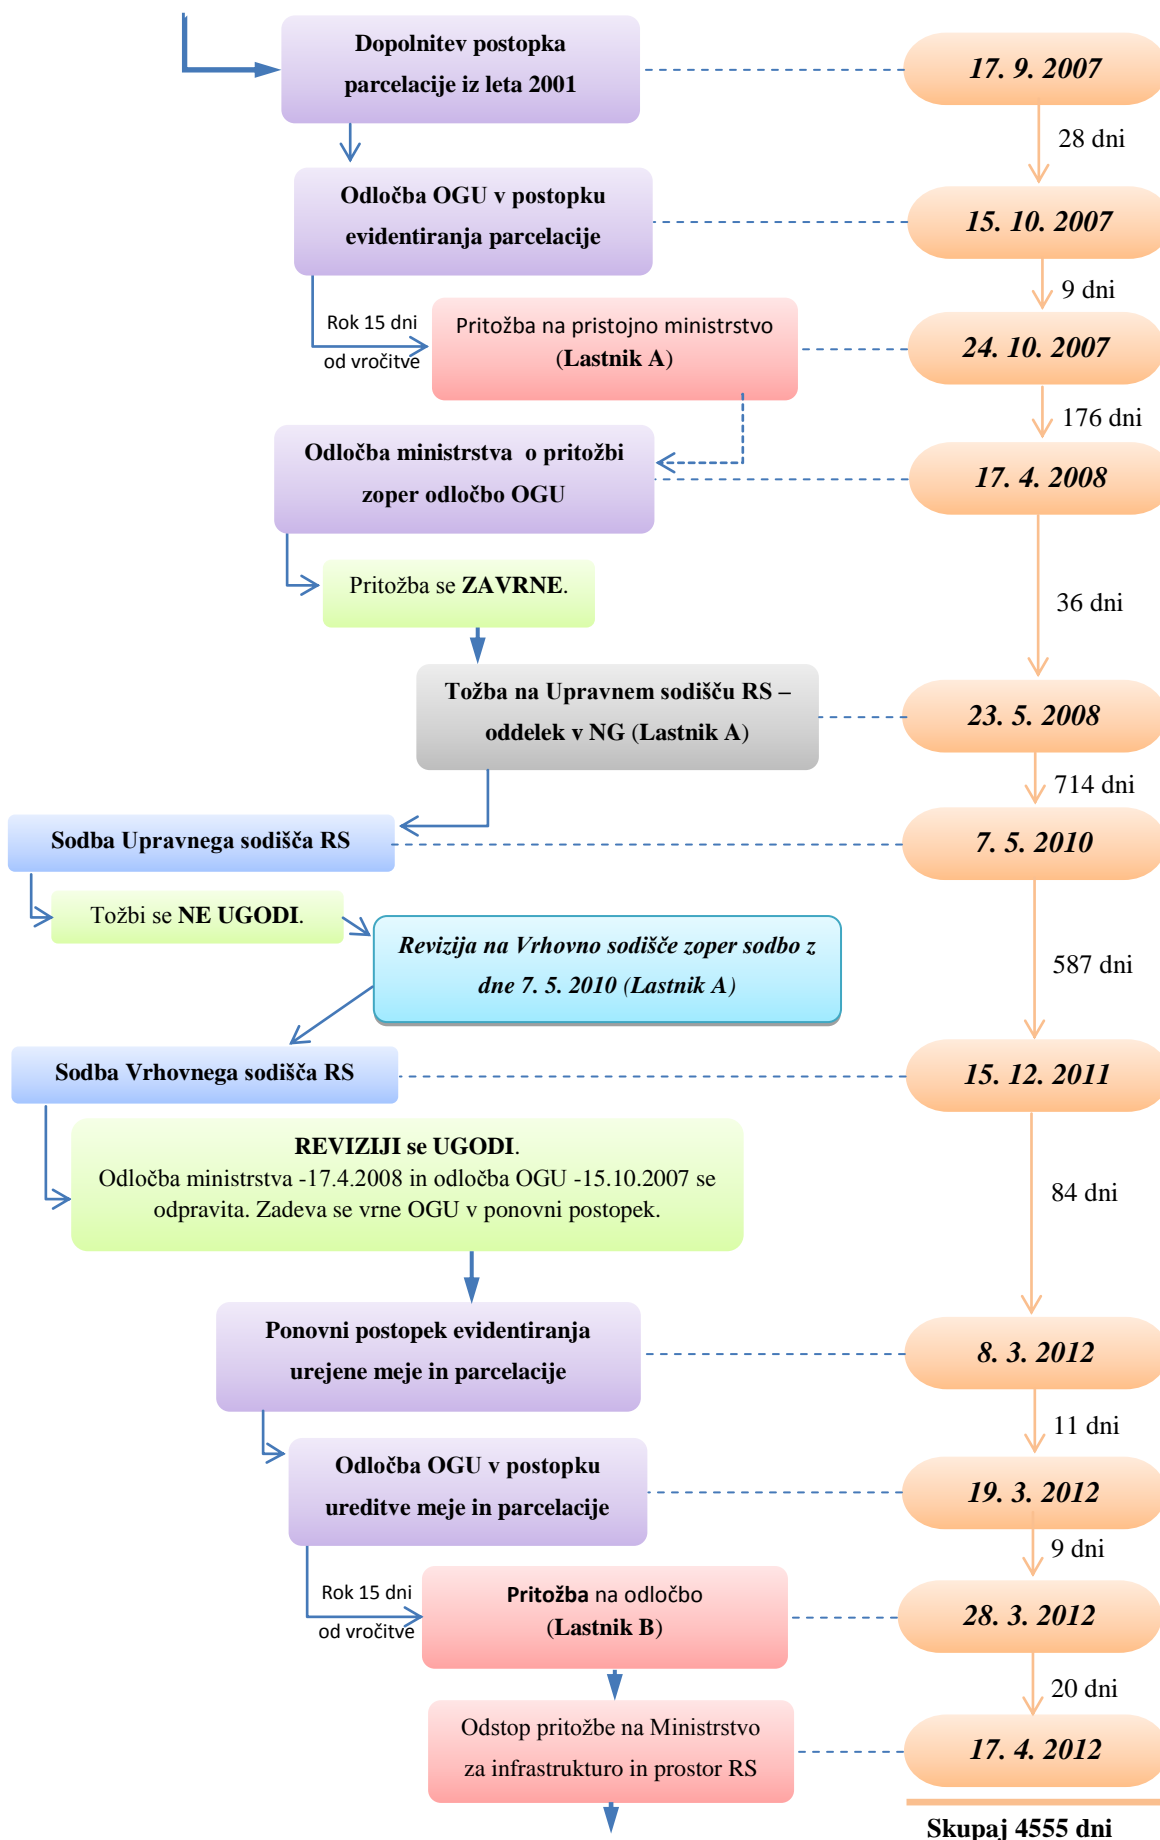 Dopolnitev postopka
parcelacije iz leta 2001
17. 9. 2007
28 dni
Odločba OGU v postopku
evidentiranja parcelacije
15. 10. 2007
9 dni
Rok 15 dni
od vročitve
Pritožba na pristojno ministrstvo
(Lastnik A)
24. 10. 2007
176 dni
Odločba ministrstva o pritožbi
zoper odločbo OGU
17. 4. 2008
Pritožba se ZAVRNE.
36 dni
Tožba na Upravnem sodišču RS –
oddelek v NG (Lastnik A)
23. 5. 2008
714 dni
Sodba Upravnega sodišča RS
7. 5. 2010
Tožbi se NE UGODI.
Revizija na Vrhovno sodišče zoper sodbo z
dne 7. 5. 2010 (Lastnik A)
587 dni
Sodba Vrhovnega sodišča RS
15. 12. 2011
REVIZIJI se UGODI.
Odločba ministrstva -17.4.2008 in odločba OGU -15.10.2007 se
odpravita. Zadeva se vrne OGU v ponovni postopek.
84 dni
Ponovni postopek evidentiranja
urejene meje in parcelacije
8. 3. 2012
11 dni
Odločba OGU v postopku
ureditve meje in parcelacije
19. 3. 2012
9 dni
Rok 15 dni
od vročitve
Pritožba na odločbo
(Lastnik B)
28. 3. 2012
20 dni
Odstop pritožbe na Ministrstvo
za infrastrukturo in prostor RS
17. 4. 2012
Skupaj 4555 dni